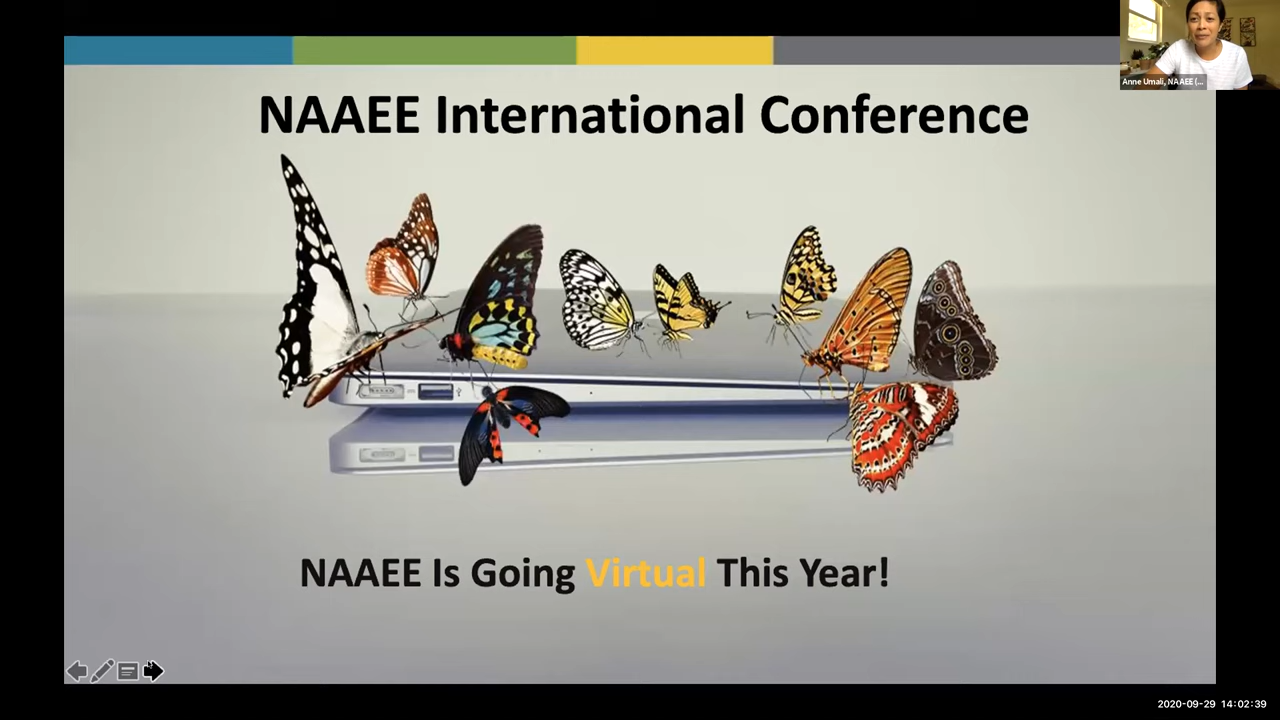 NAAEE International Conference
Anne Umali, NAAEE (...
NAAEE Is Going Virtual This Year!
2020-09-29 14:02:39